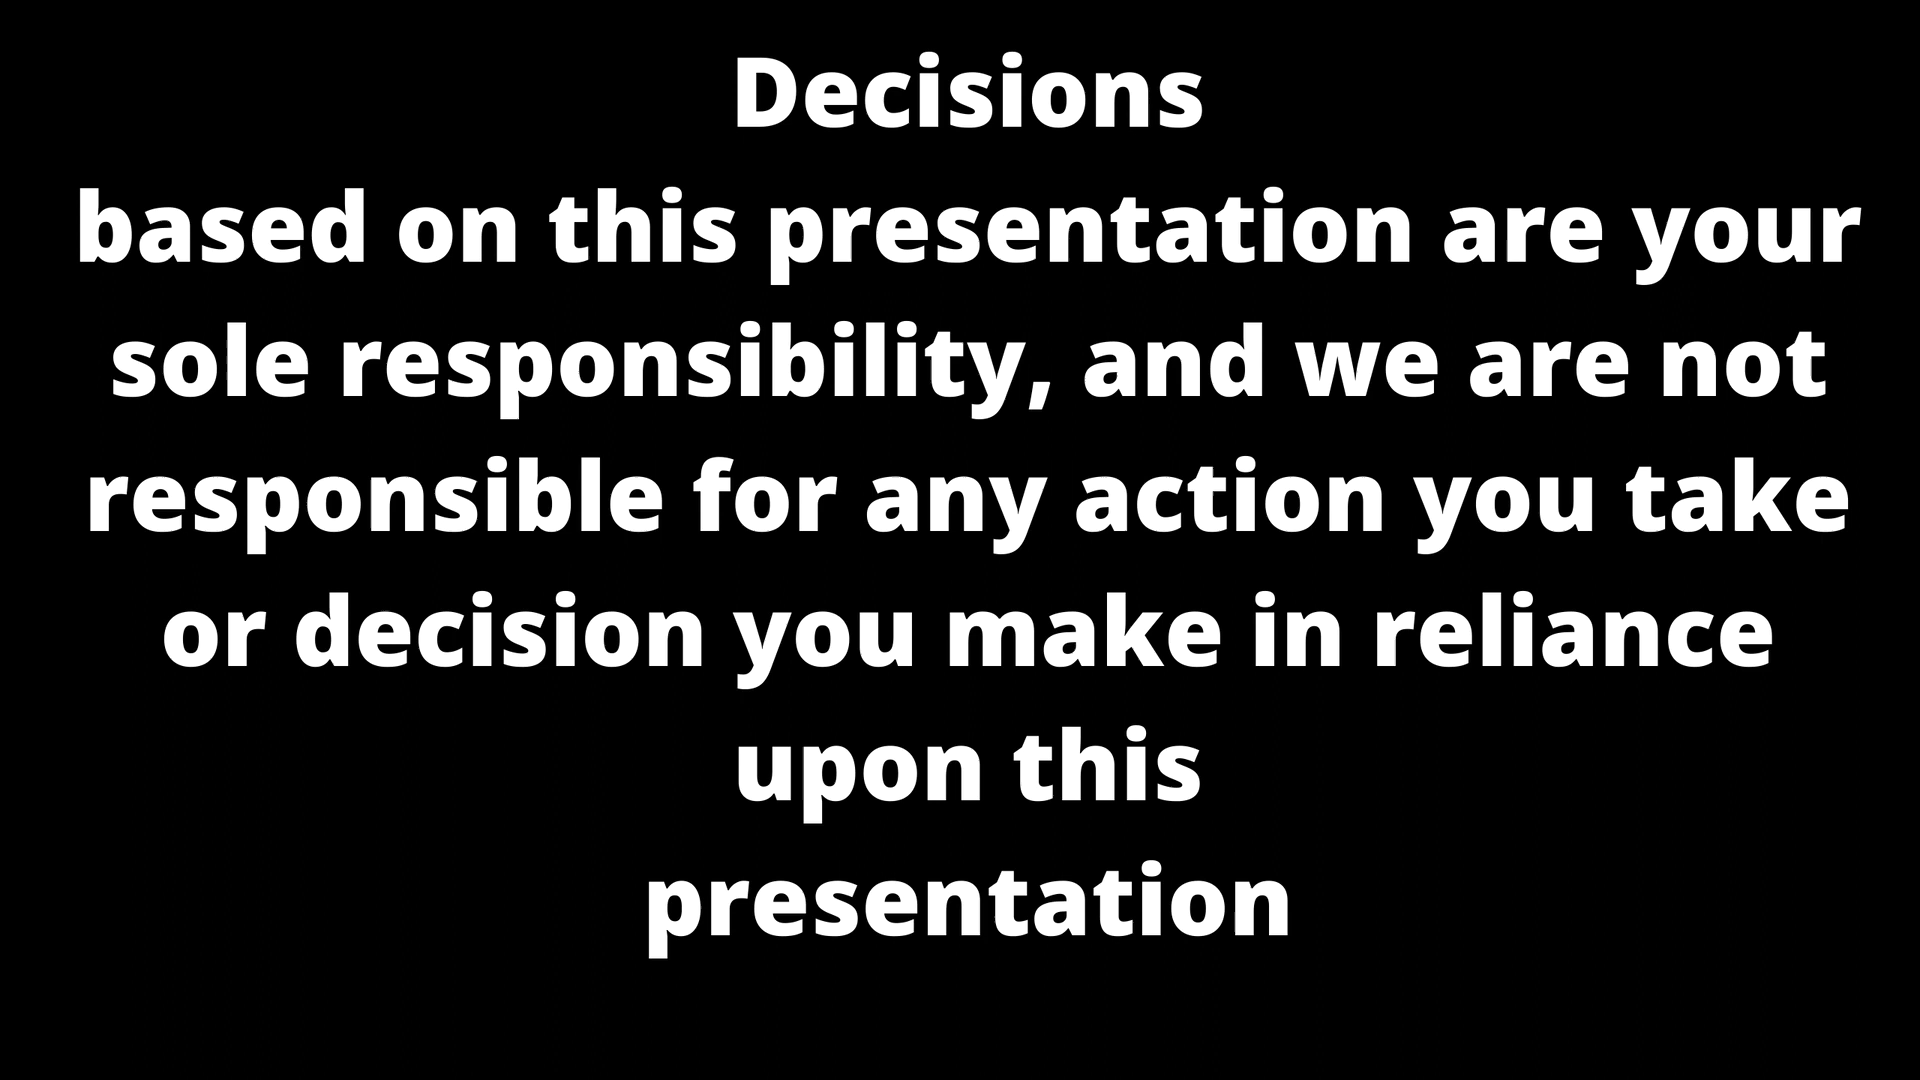 Decisions
based on this presentation are your
sole responsibility, and we are not
responsible for any action you take
or decision you make in reliance
upon this
presentation